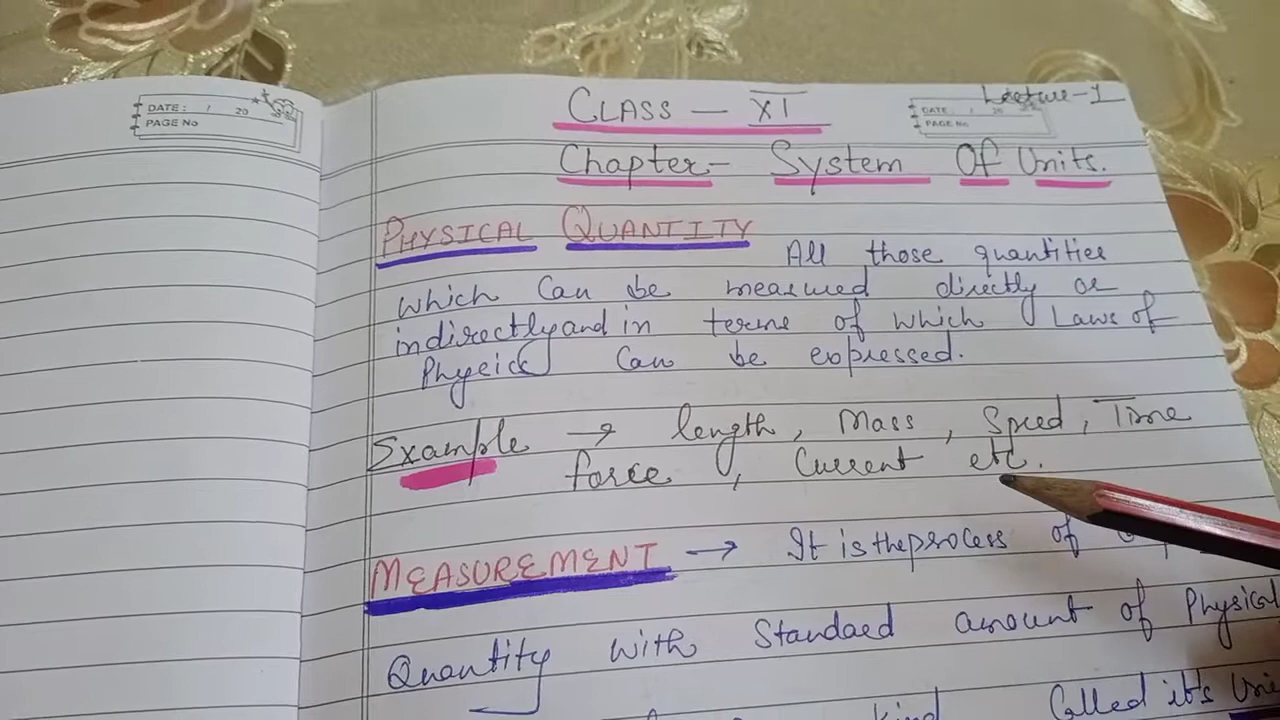 DATE: / 20
PAGE No
Lecture-1
DATE: / 20
PAGE No
CLASS — XI
Chapter- System Of Units.
PHYSICAL QUANTITY
All those quantities
which Can be measured directly or
indirectly and in terms of which Laws of
Physics Can be expressed.
Example → length, Mass, Speed, Time
force, Current etc.
MEASUREMENT → It is the process of
Quantity with Standard amount of Physical
kind Called it's Uni